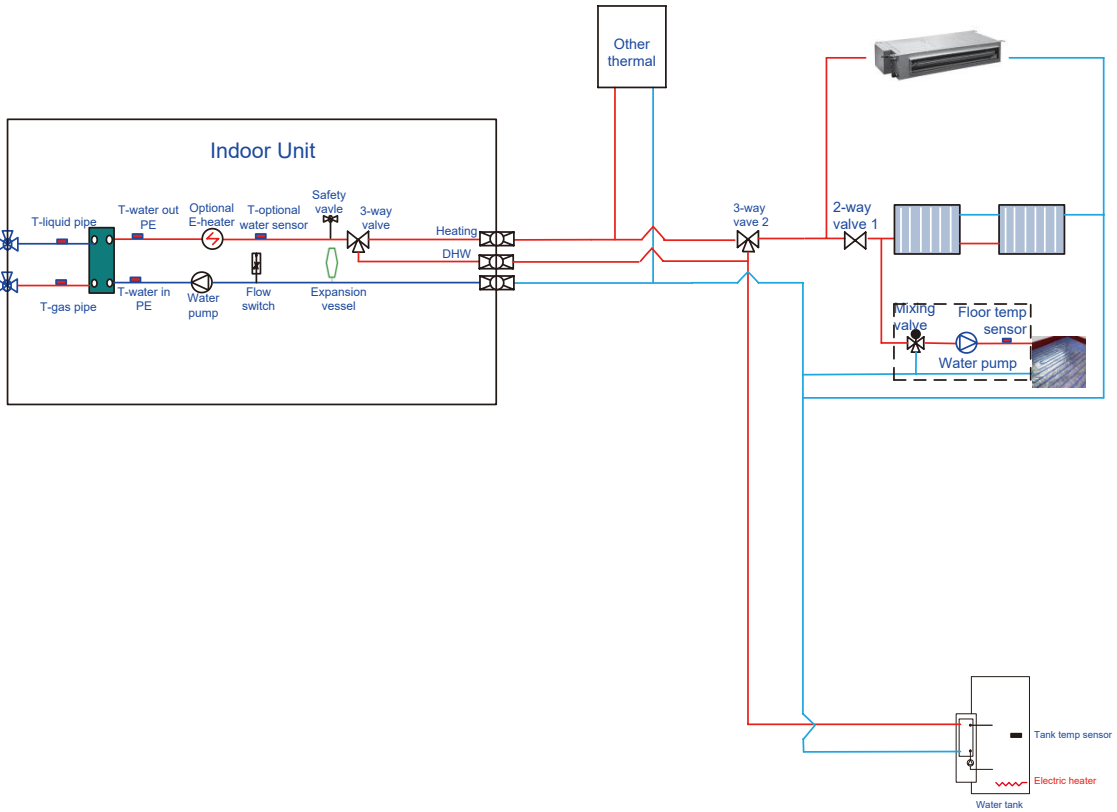 Other
thermal
Indoor Unit
T-liquid pipe
T-water out
PE
Optional
E-heater
T-optional
water sensor
Safety
vavle
3-way
valve
Heating
DHW
T-gas pipe
T-water in
PE
Water
pump
Flow
switch
Expansion
vessel
3-way
vave 2
2-way
valve 1
Mixing
valve
Floor temp
sensor
Water pump
Tank temp sensor
Electric heater
Water tank